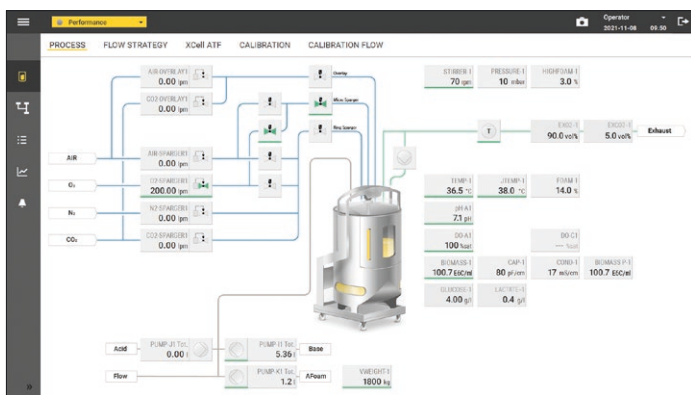 Performance
Operator
2021-11-08 09:50
PROCESS FLOW STRATEGY XCell ATF CALIBRATION CALIBRATION FLOW
AIR-OVERLAY1
0.00 lpm
CO2-OVERLAY1
0.00 lpm
Overlay
Micro Sparger
Ring Sparger
STIRRER-1
70 rpm
PRESSURE-1
10 mbar
HIGHFOAM-1
3.0 %
T
EXO2-1
90.0 vol%
EXCO2-1
5.0 vol%
Exhaust
AIR
AIR-SPARGER1
0.00 lpm
O₂
O2-SPARGER1
200.00 lpm
N₂
N2-SPARGER1
0.00 lpm
CO₂
CO2-SPARGER1
0.00 lpm
TEMP-1
36.5 °C
JTEMP-1
38.0 °C
FOAM-1
14.0 %
pH-A1
7.1 pH
DO-A1
100 %sat
DO-C1
--- %sat
BIOMASS-1
100.7 E6C/ml
CAP-1
80 pF/cm
COND-1
17 mS/cm
BIOMASS P-1
100.7 E6C/ml
GLUCOSE-1
4.00 g/l
LACTATE-1
0.4 g/l
Acid
PUMP-J1 Tot.
0.00 l
PUMP-I1 Tot.
5.36 l
Base
Flow
PUMP-K1 Tot.
1.2 l
AFoam
VWEIGHT-1
1800 kg
»